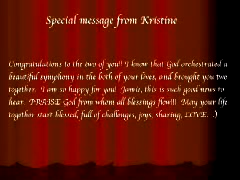 Special message from Kristine
Congratulations to the two of you!! I know that God orchestrated a
beautiful symphony in the both of your lives, and brought you two
together. I am so happy for you! Jamie, this is such good news to
hear. PRAISE God from whom all blessings flow!!! May your life
together start blessed, full of challenges, joys, sharing, LOVE. :)